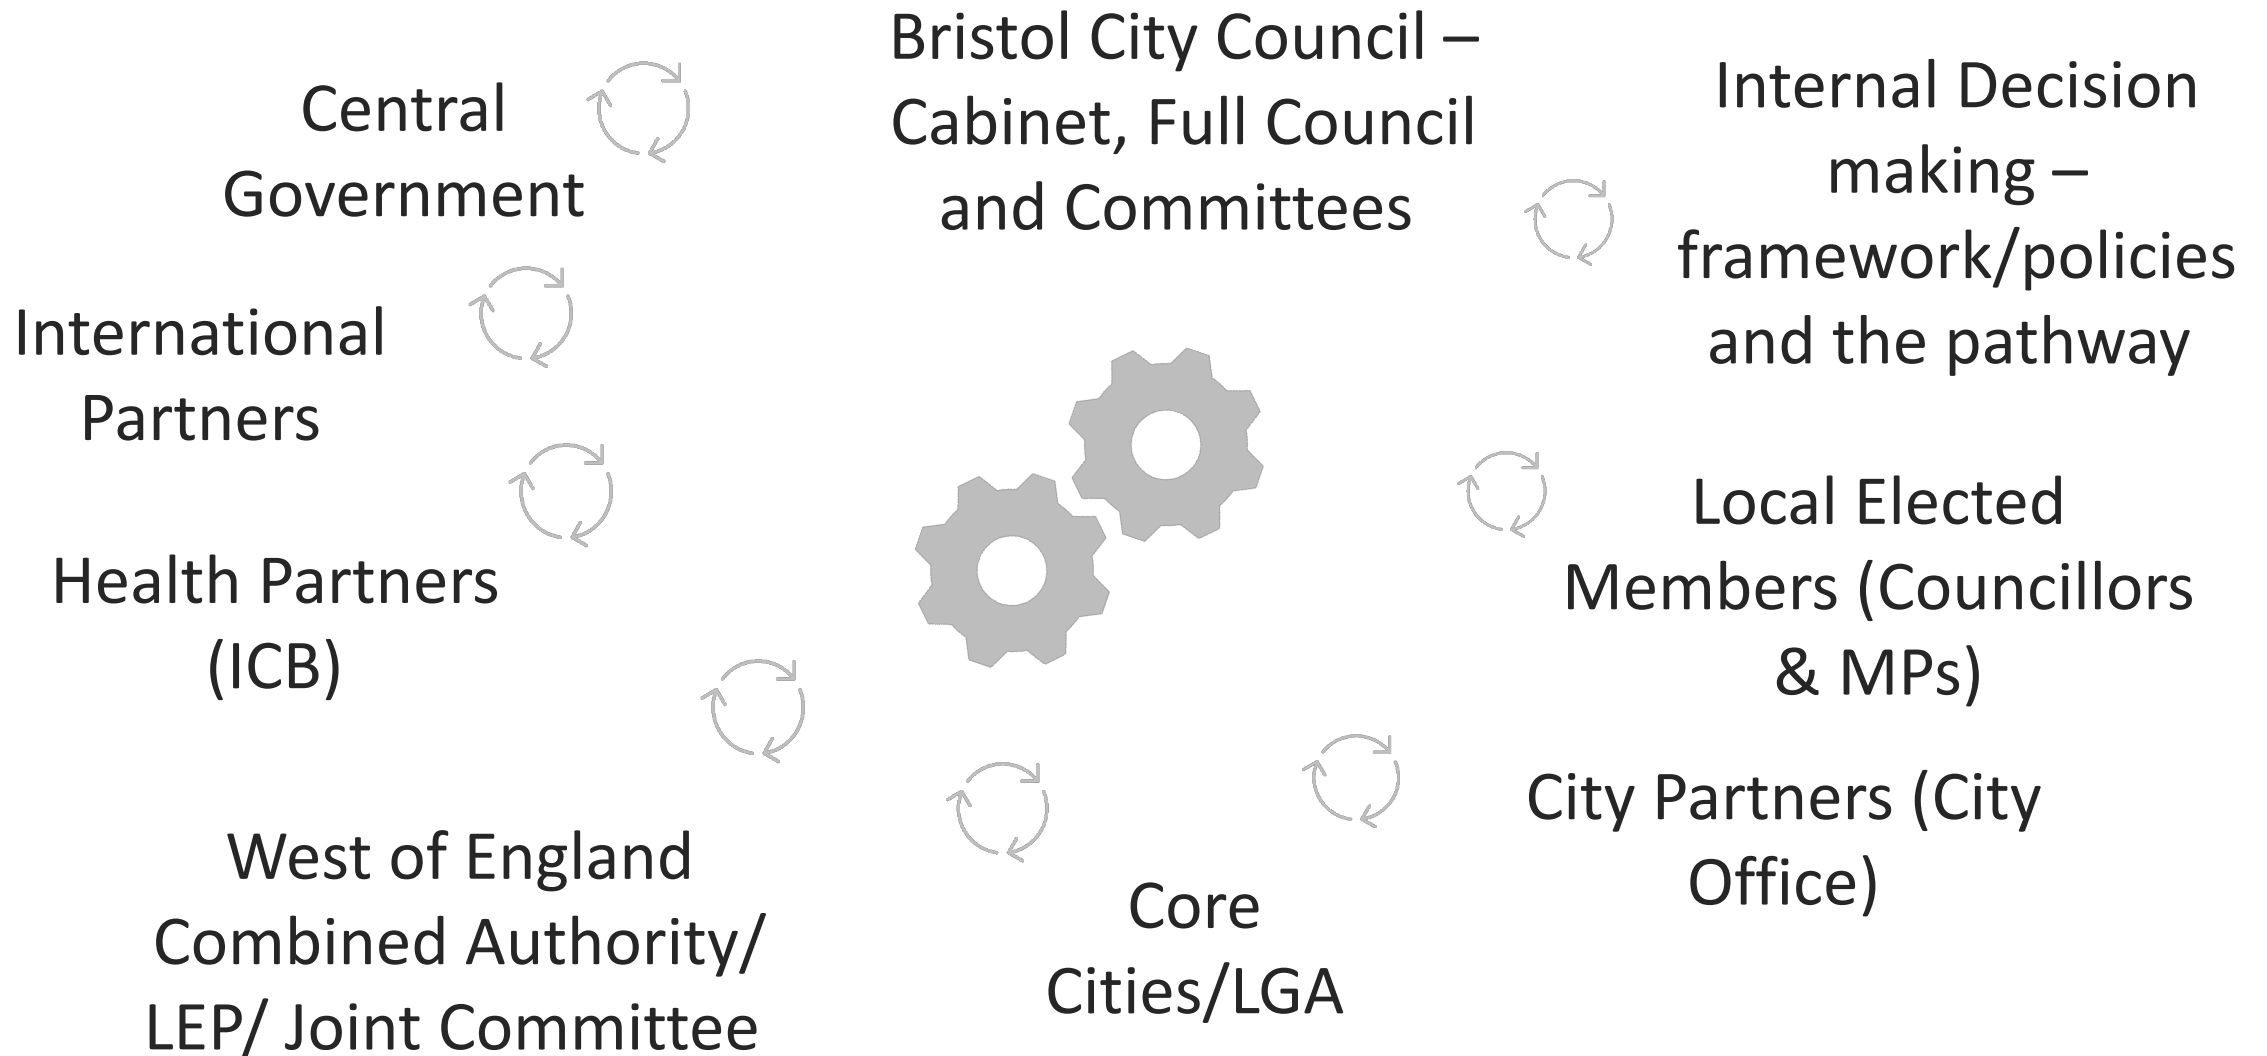 Bristol City Council –
Cabinet, Full Council
and Committees
Internal Decision
making –
framework/policies
and the pathway
Local Elected
Members (Councillors
& MPs)
City Partners (City
Office)
Core
Cities/LGA
West of England
Combined Authority/
LEP/ Joint Committee
Health Partners
(ICB)
International
Partners
Central
Government